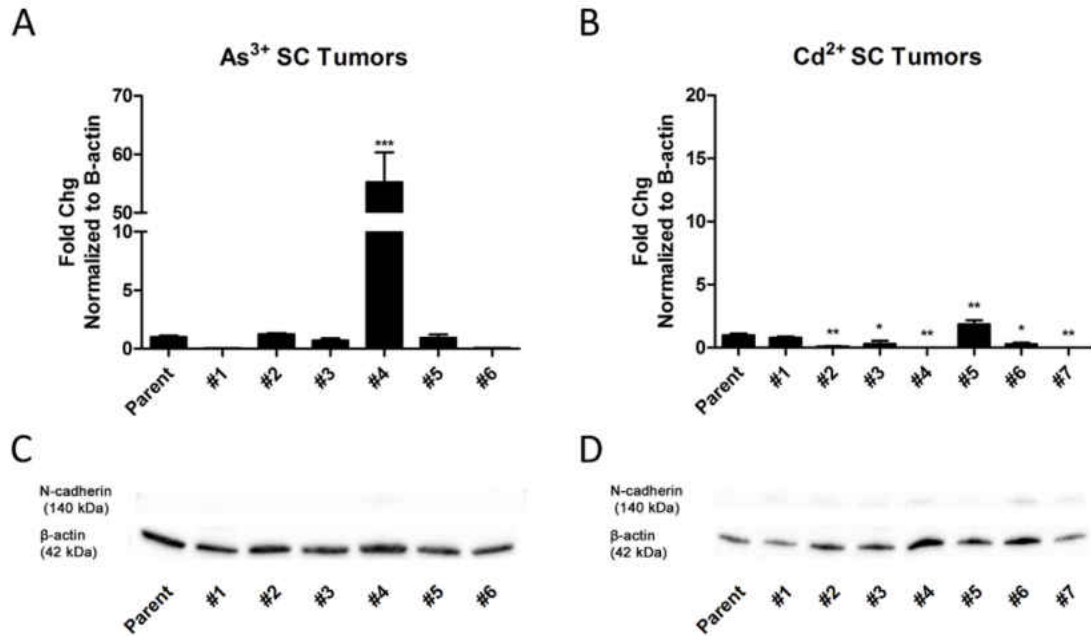 A
As³⁺ SC Tumors
Fold Chg
Normalized to B-actin
70
60
50
10
5
0
***
Parent
#1
#2
#3
#4
#5
#6
B
Cd²⁺ SC Tumors
Fold Chg
Normalized to B-actin
20
15
10
5
0
**
*
**
**
*
**
Parent
#1
#2
#3
#4
#5
#6
#7
C
N-cadherin
(140 kDa)
β-actin
(42 kDa)
Parent
#1
#2
#3
#4
#5
#6
D
N-cadherin
(140 kDa)
β-actin
(42 kDa)
Parent
#1
#2
#3
#4
#5
#6
#7